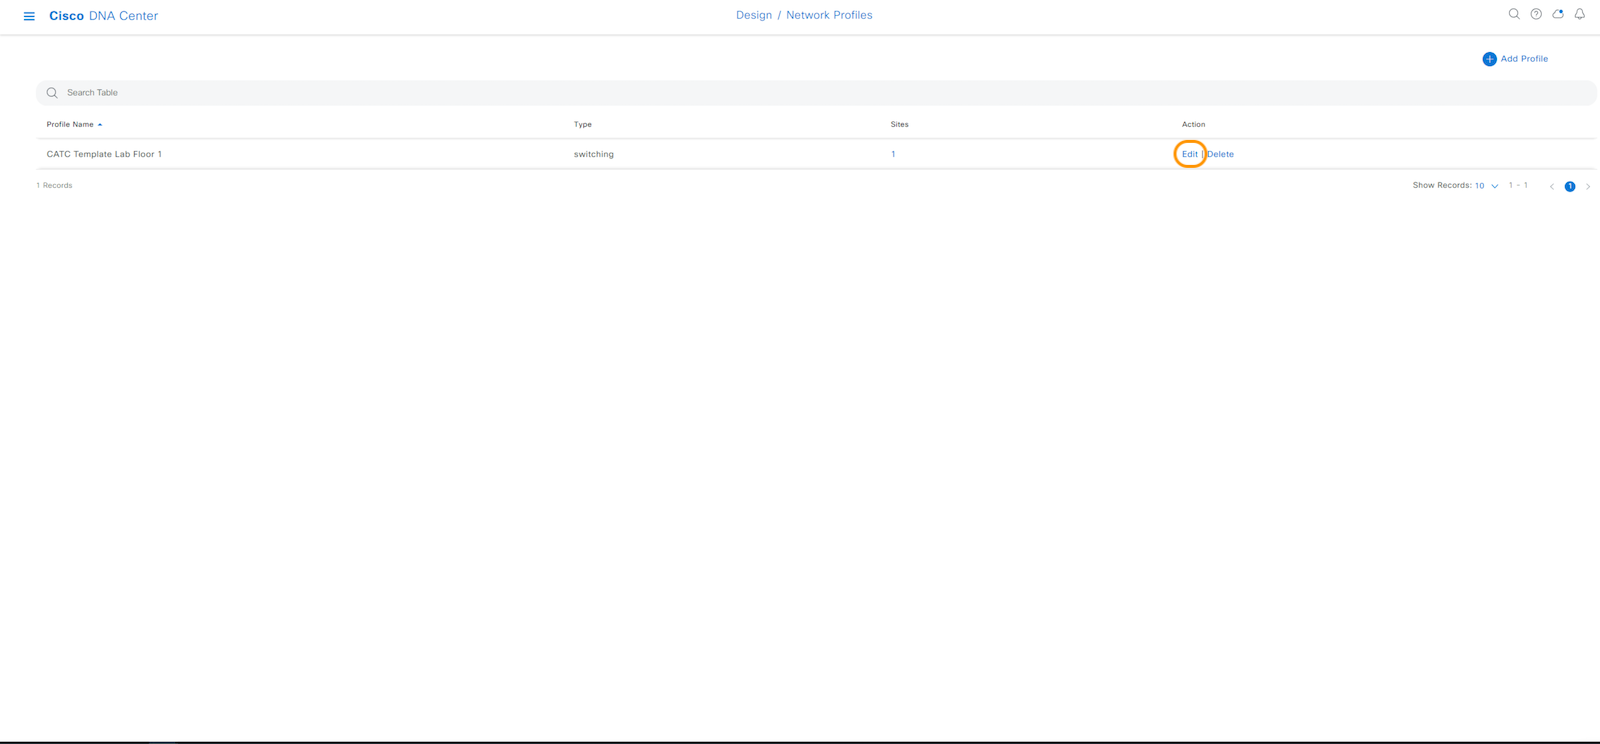 Cisco DNA Center
Design / Network Profiles
Add Profile
Search Table
Profile Name Type Sites Action
CATC Template Lab Floor 1 switching 1 Edit | Delete
1 Records
Show Records: 10 1 - 1 1